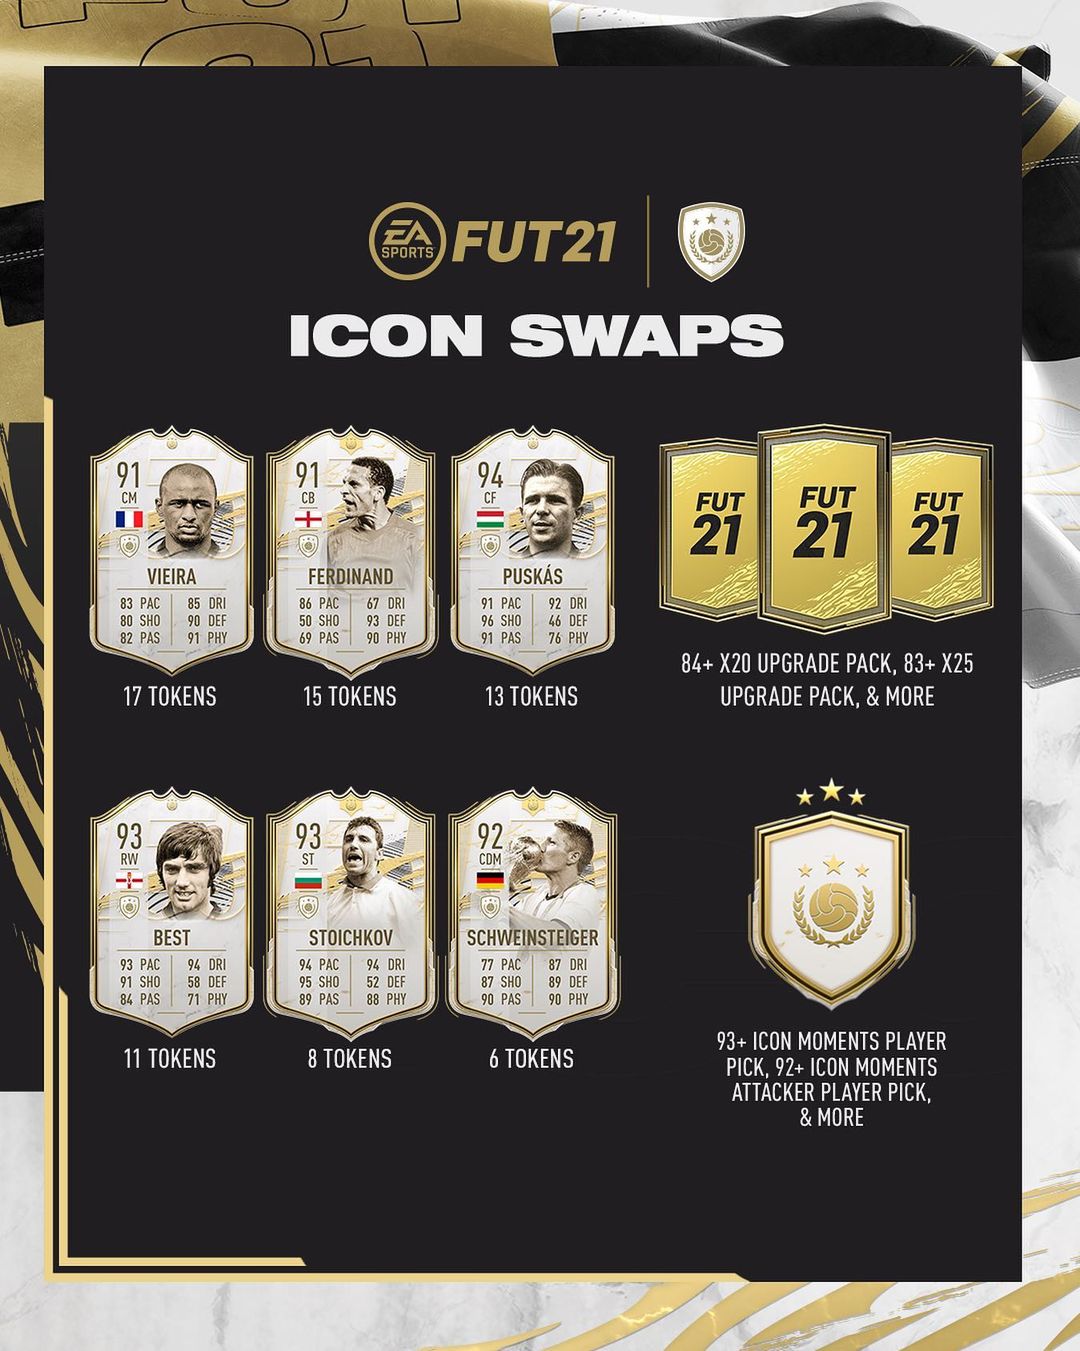 FUT
21
EA
SPORTS
FUT21
ICON SWAPS
91
CM
VIEIRA
83 PAC 85 DRI
80 SHO 90 DEF
82 PAS 91 PHY
17 TOKENS
91
CB
FERDINAND
86 PAC 67 DRI
50 SHO 93 DEF
69 PAS 90 PHY
15 TOKENS
94
CF
PUSKÁS
91 PAC 92 DRI
96 SHO 46 DEF
91 PAS 76 PHY
13 TOKENS
FUT
21
FUT
21
FUT
21
84+ X20 UPGRADE PACK, 83+ X25
UPGRADE PACK, & MORE
93
RW
BEST
93 PAC 94 DRI
91 SHO 58 DEF
84 PAS 71 PHY
11 TOKENS
93
ST
STOICHKOV
94 PAC 94 DRI
95 SHO 52 DEF
89 PAS 88 PHY
8 TOKENS
92
CDM
SCHWEINSTEIGER
77 PAC 87 DRI
87 SHO 89 DEF
90 PAS 90 PHY
6 TOKENS
93+ ICON MOMENTS PLAYER
PICK, 92+ ICON MOMENTS
ATTACKER PLAYER PICK,
& MORE